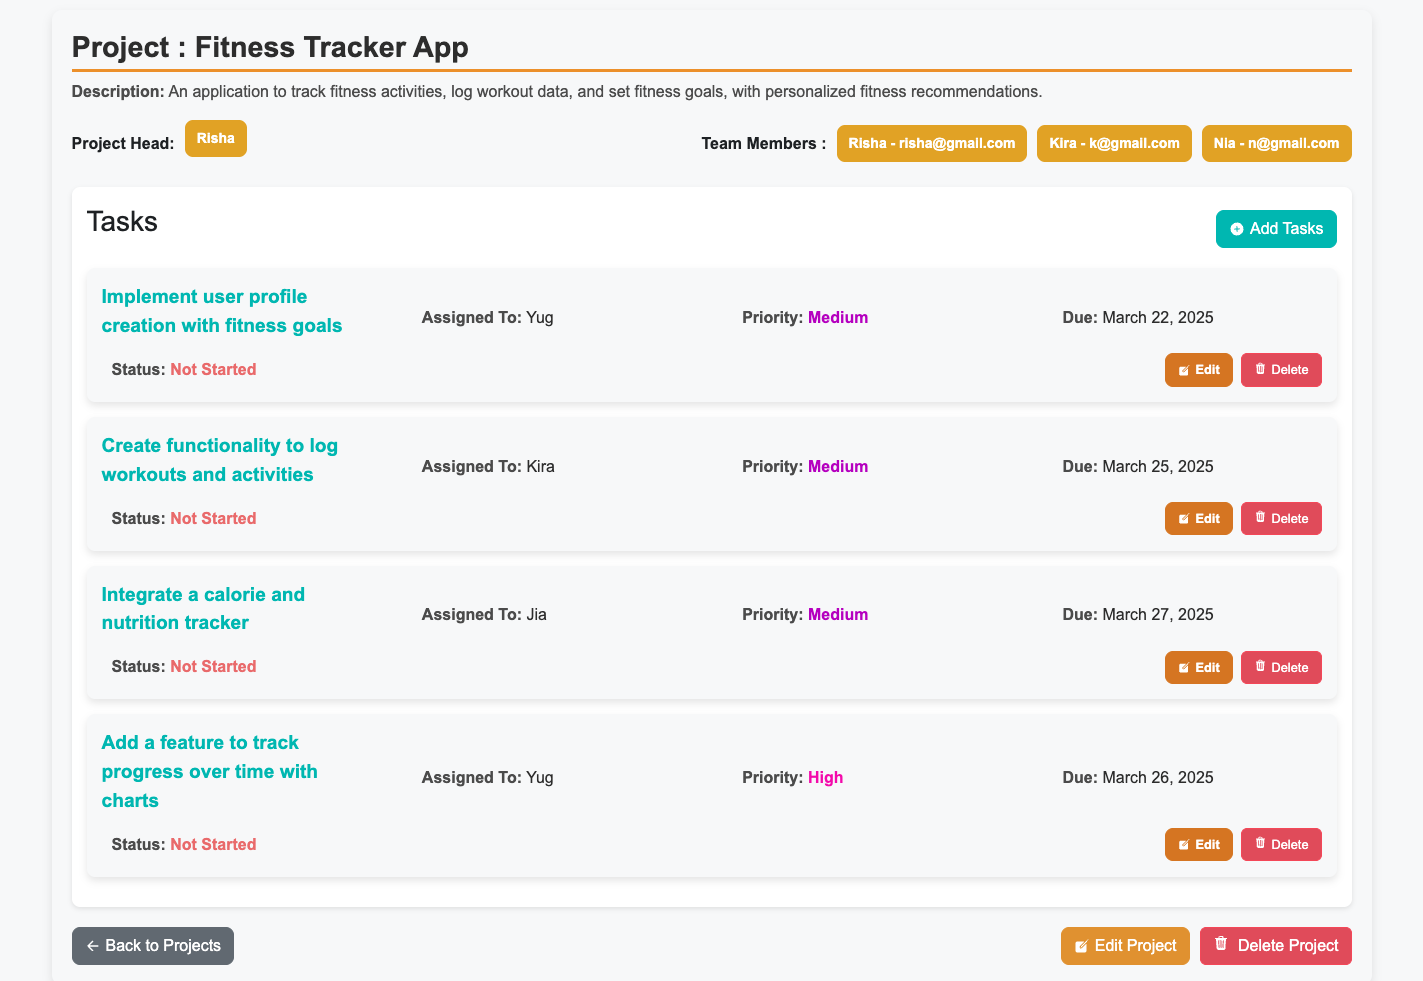 Project : Fitness Tracker App
Description: An application to track fitness activities, log workout data, and set fitness goals, with personalized fitness recommendations.
Project Head: Risha
Team Members : Risha - risha@gmail.com Kira - k@gmail.com Nia - n@gmail.com
Tasks
Add Tasks
Implement user profile
creation with fitness goals
Assigned To: Yug
Priority: Medium
Due: March 22, 2025
Status: Not Started
Edit
Delete
Create functionality to log
workouts and activities
Assigned To: Kira
Priority: Medium
Due: March 25, 2025
Status: Not Started
Edit
Delete
Integrate a calorie and
nutrition tracker
Assigned To: Jia
Priority: Medium
Due: March 27, 2025
Status: Not Started
Edit
Delete
Add a feature to track
progress over time with
charts
Assigned To: Yug
Priority: High
Due: March 26, 2025
Status: Not Started
Edit
Delete
Back to Projects
Edit Project
Delete Project